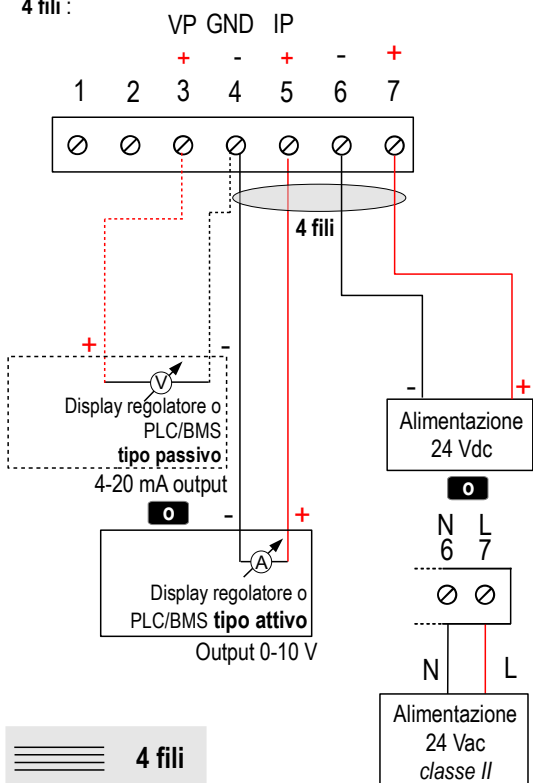 4 fili :
VP GND IP
+ - + - +
1 2 3 4 5 6 7
4 fili
+ -
V
Display regolatore o
PLC/BMS
tipo passivo
4-20 mA output
o
- +
A
Display regolatore o
PLC/BMS tipo attivo
Output 0-10 V
- +
Alimentazione
24 Vdc
o
N L
6 7
N L
Alimentazione
24 Vac
classe II
4 fili